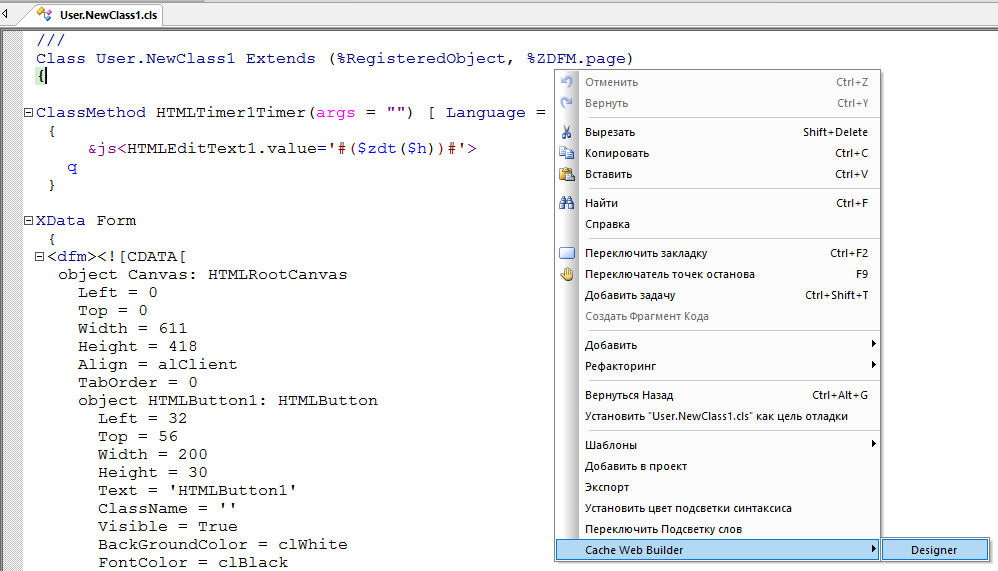 User.NewClass1.cls
///
Class User.NewClass1 Extends (%RegisteredObject, %ZDFM.page)
{
ClassMethod HTMLTimer1Timer(args = "") [ Language =
{
&js<HTMLEditText1.value='#($zdt($h))#'>
q
}
XData Form
{
<dfm><![CDATA[
object Canvas: HTMLRootCanvas
Left = 0
Top = 0
Width = 611
Height = 418
Align = alClient
TabOrder = 0
object HTMLButton1: HTMLButton
Left = 32
Top = 56
Width = 200
Height = 30
Text = 'HTMLButton1'
ClassName = ''
Visible = True
BackGroundColor = clWhite
FontColor = clBlack
Отменить Ctrl+Z
Вернуть Ctrl+Y
Вырезать Shift+Delete
Копировать Ctrl+C
Вставить Ctrl+V
Найти Ctrl+F
Справка
Переключить закладку Ctrl+F2
Переключатель точек останова F9
Добавить задачу Ctrl+Shift+T
Создать Фрагмент Кода
Добавить
Рефакторинг
Вернуться Назад Ctrl+Alt+G
Установить "User.NewClass1.cls" как цель отладки
Шаблоны
Добавить в проект
Экспорт
Установить цвет подсветки синтаксиса
Переключить Подсветку слов
Cache Web Builder
Designer